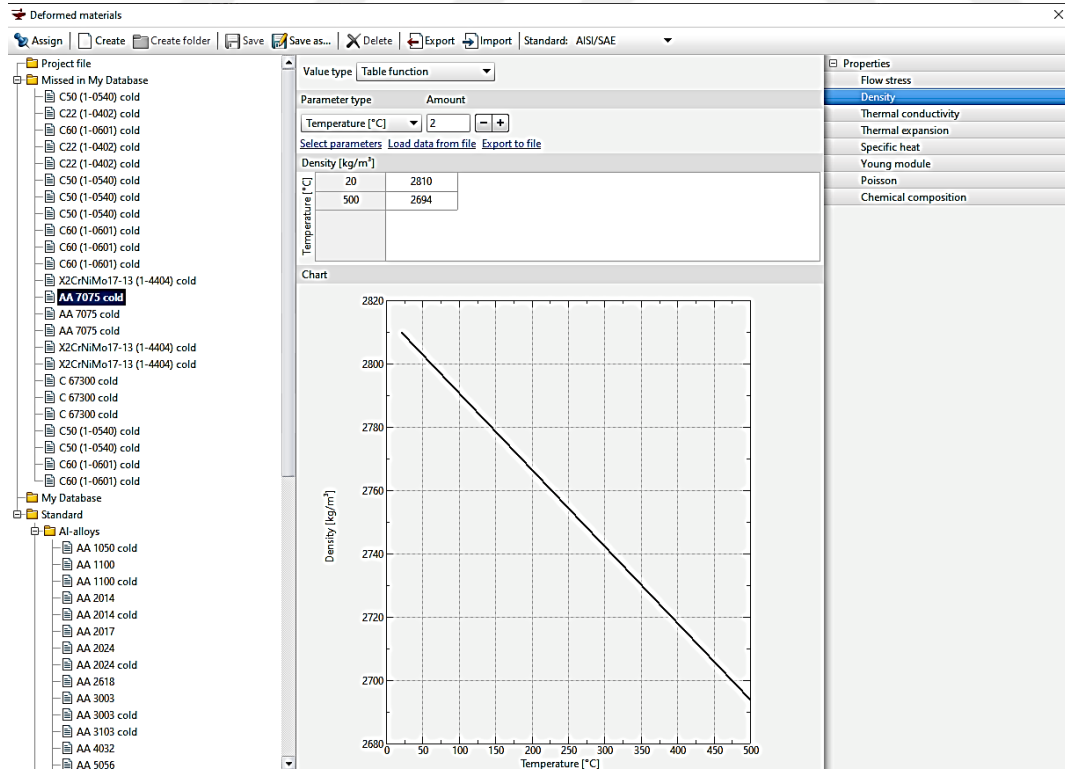 Deformed materials
Assign Create Create folder Save Save as... Delete Export Import Standard: AISI/SAE
Project file
Missed in My Database
C50 (1-0540) cold
C22 (1-0402) cold
C60 (1-0601) cold
C22 (1-0402) cold
C22 (1-0402) cold
C50 (1-0540) cold
C50 (1-0540) cold
C50 (1-0540) cold
C60 (1-0601) cold
C60 (1-0601) cold
C60 (1-0601) cold
X2CrNiMo17-13 (1-4404) cold
AA 7075 cold
AA 7075 cold
AA 7075 cold
X2CrNiMo17-13 (1-4404) cold
X2CrNiMo17-13 (1-4404) cold
C 67300 cold
C 67300 cold
C 67300 cold
C50 (1-0540) cold
C50 (1-0540) cold
C60 (1-0601) cold
C60 (1-0601) cold
My Database
Standard
Al-alloys
AA 1050 cold
AA 1100
AA 1100 cold
AA 2014
AA 2014 cold
AA 2017
AA 2024
AA 2024 cold
AA 2618
AA 3003
AA 3003 cold
AA 3103 cold
AA 4032
AA 5056
Value type Table function
Parameter type Amount
Temperature [°C] 2 − +
Select parameters Load data from file Export to file
Density [kg/m³]
Temperature [°C]
20 2810
500 2694
Chart
Density [kg/m³]
2820
2800
2780
2760
2740
2720
2700
2680
0 50 100 150 200 250 300 350 400 450 500
Temperature [°C]
Properties
Flow stress
Density
Thermal conductivity
Thermal expansion
Specific heat
Young module
Poisson
Chemical composition